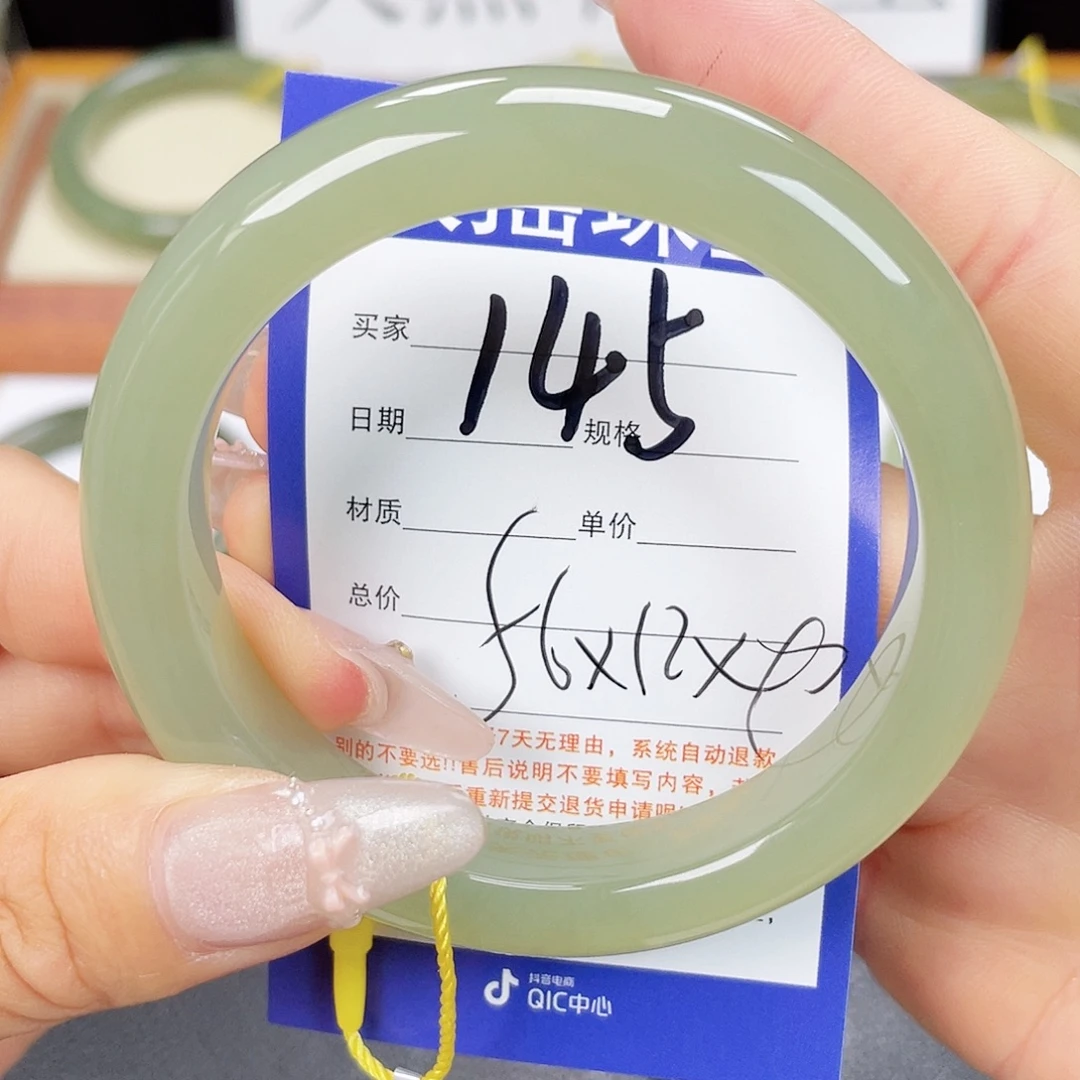 买家
145
日期 规格
材质 单价
总价
56x12x
7天无理由，系统自动退款
别的不要选!!售后说明不要填写内容，
重新提交退货申请呢
抖音电商
QIC中心